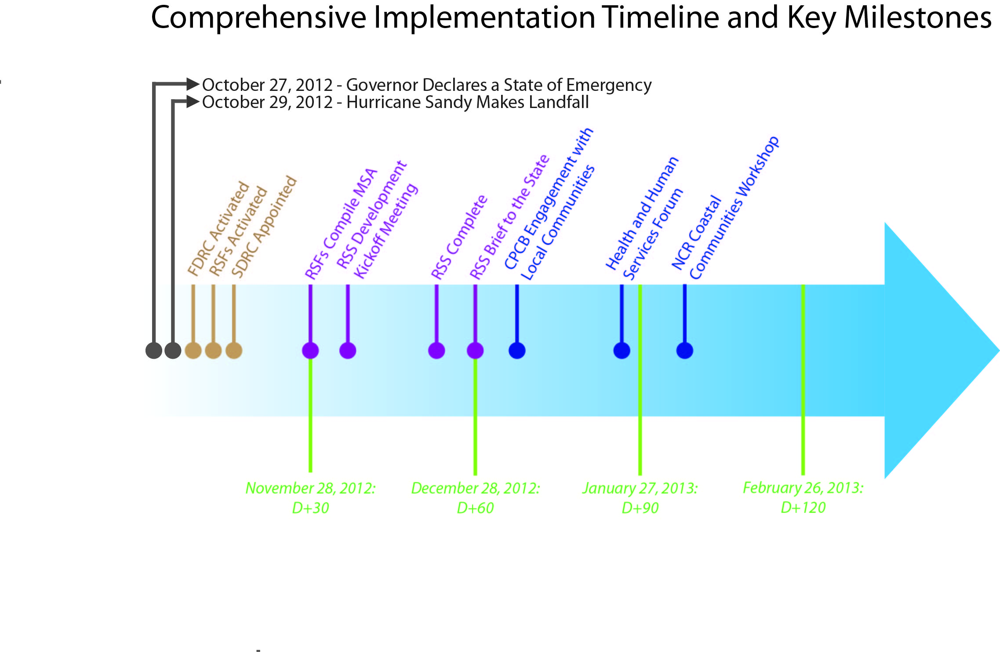 Comprehensive Implementation Timeline and Key Milestones
October 27, 2012 - Governor Declares a State of Emergency
October 29, 2012 - Hurricane Sandy Makes Landfall
FDRC Activated
RSFs Activated
SDRC Appointed
RSFs Compile MSA
RSS Development
Kickoff Meeting
RSS Complete
RSS Brief to the State
CPCB Engagement with
Local Communities
Health and Human
Services Forum
NCR Coastal
Communities Workshop
November 28, 2012:
D+30
December 28, 2012:
D+60
January 27, 2013:
D+90
February 26, 2013:
D+120